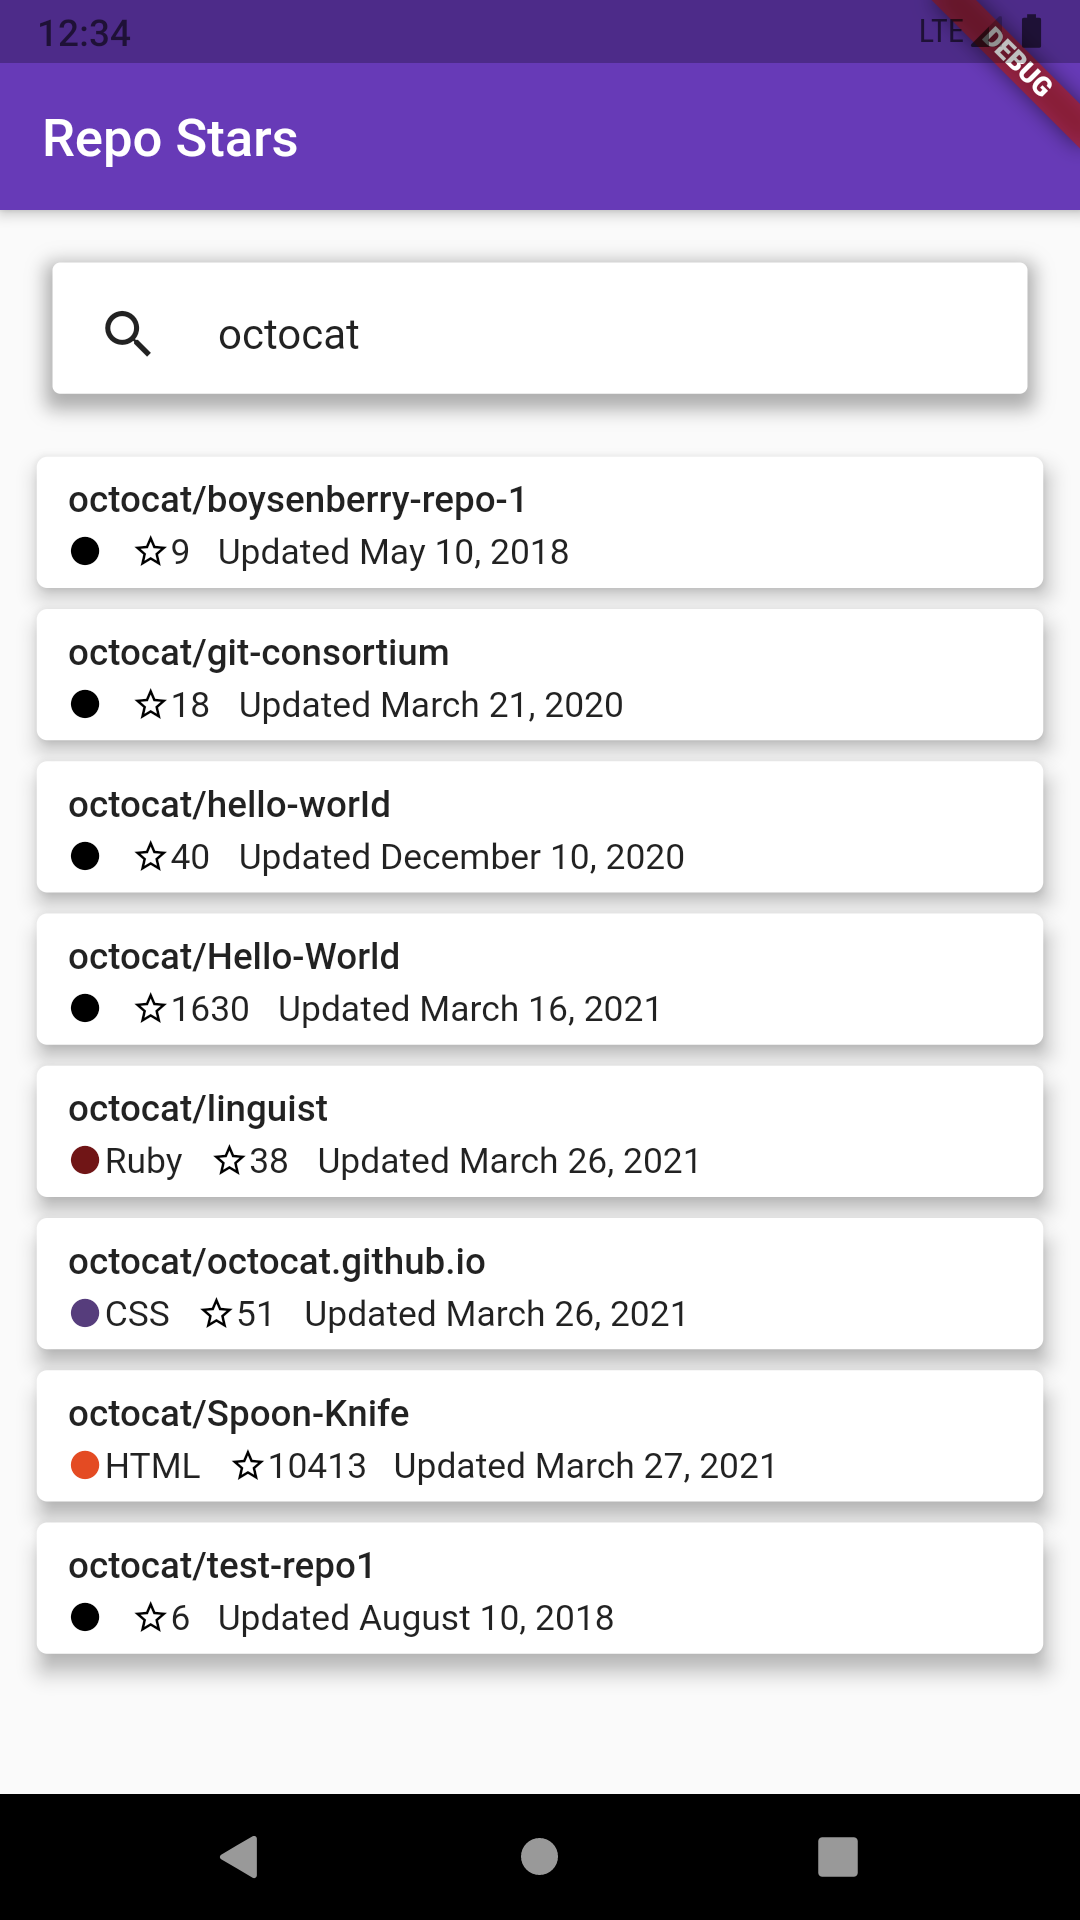 12:34 LTE
DEBUG
Repo Stars
octocat
octocat/boysenberry-repo-1
9 Updated May 10, 2018
octocat/git-consortium
18 Updated March 21, 2020
octocat/hello-world
40 Updated December 10, 2020
octocat/Hello-World
1630 Updated March 16, 2021
octocat/linguist
Ruby 38 Updated March 26, 2021
octocat/octocat.github.io
CSS 51 Updated March 26, 2021
octocat/Spoon-Knife
HTML 10413 Updated March 27, 2021
octocat/test-repo1
6 Updated August 10, 2018